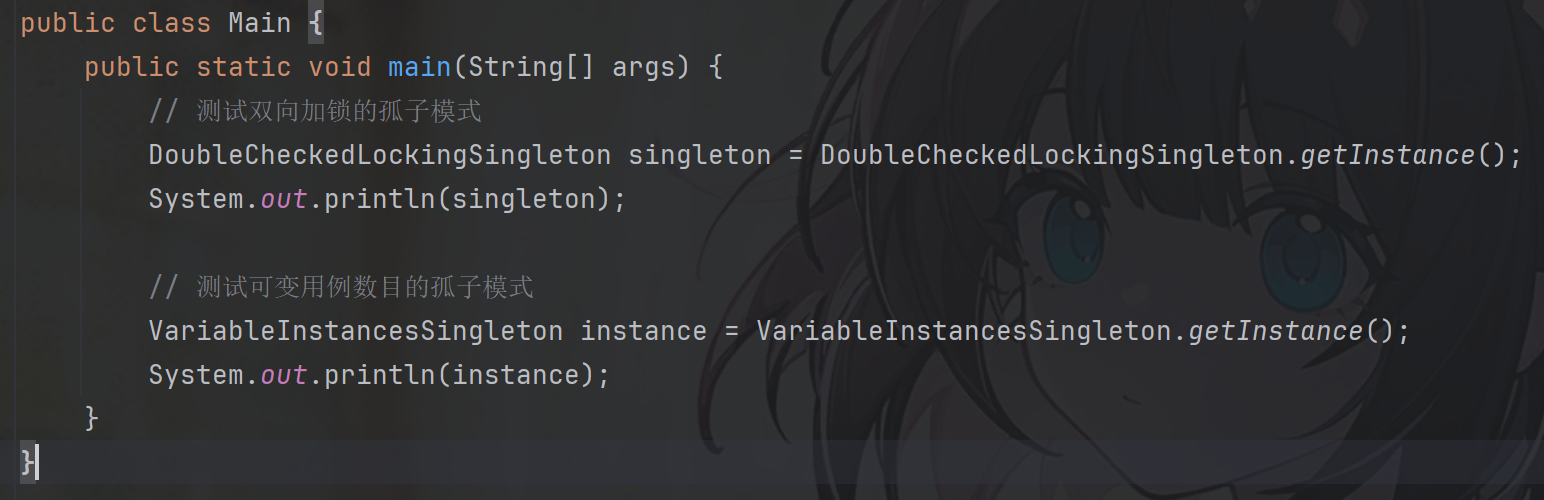 public class Main {
    public static void main(String[] args) {
        // 测试双向加锁的孤子模式
        DoubleCheckedLockingSingleton singleton = DoubleCheckedLockingSingleton.getInstance();
        System.out.println(singleton);
        // 测试可变用例数目的孤子模式
        VariableInstancesSingleton instance = VariableInstancesSingleton.getInstance();
        System.out.println(instance);
    }
}